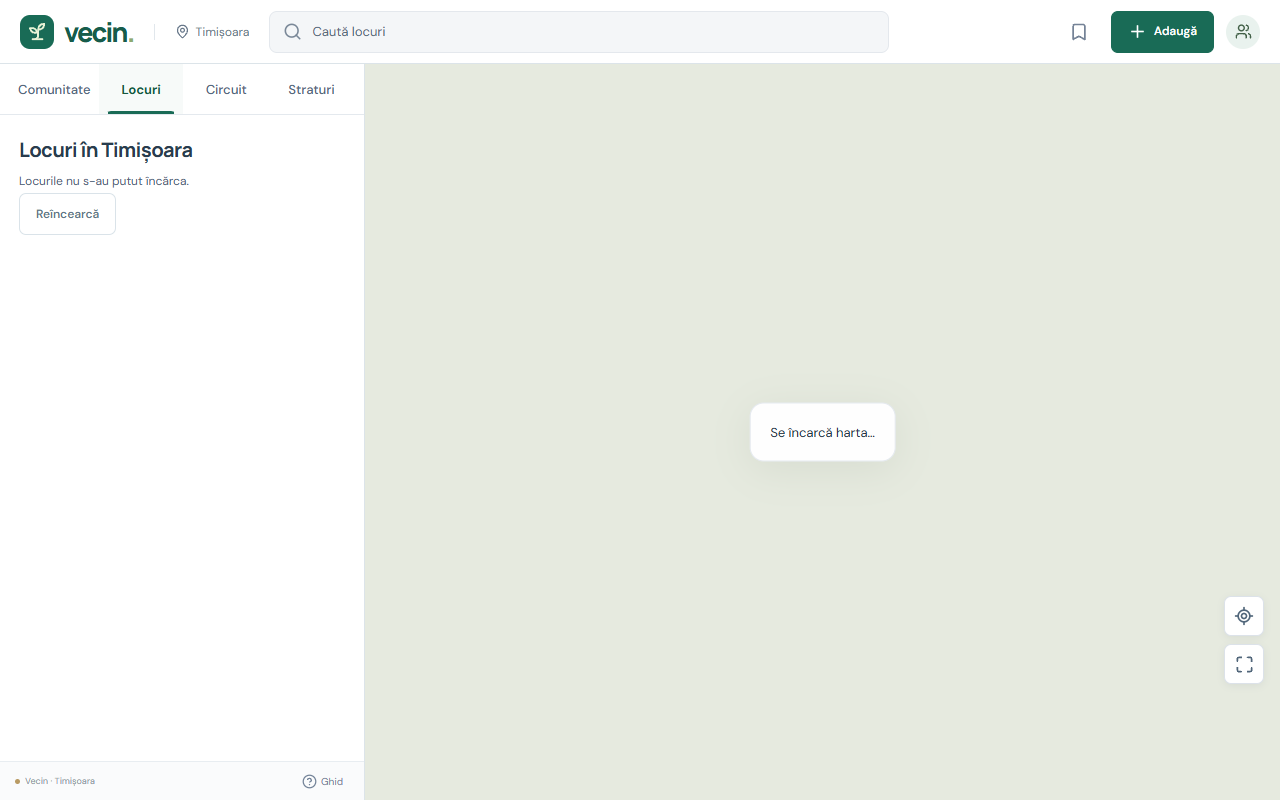 vecin.
Timișoara
Caută locuri
Adaugă
Comunitate
Locuri
Circuit
Straturi
Locuri în Timișoara
Locurile nu s-au putut încărca.
Reîncearcă
Se încarcă harta…
Vecin · Timișoara
Ghid